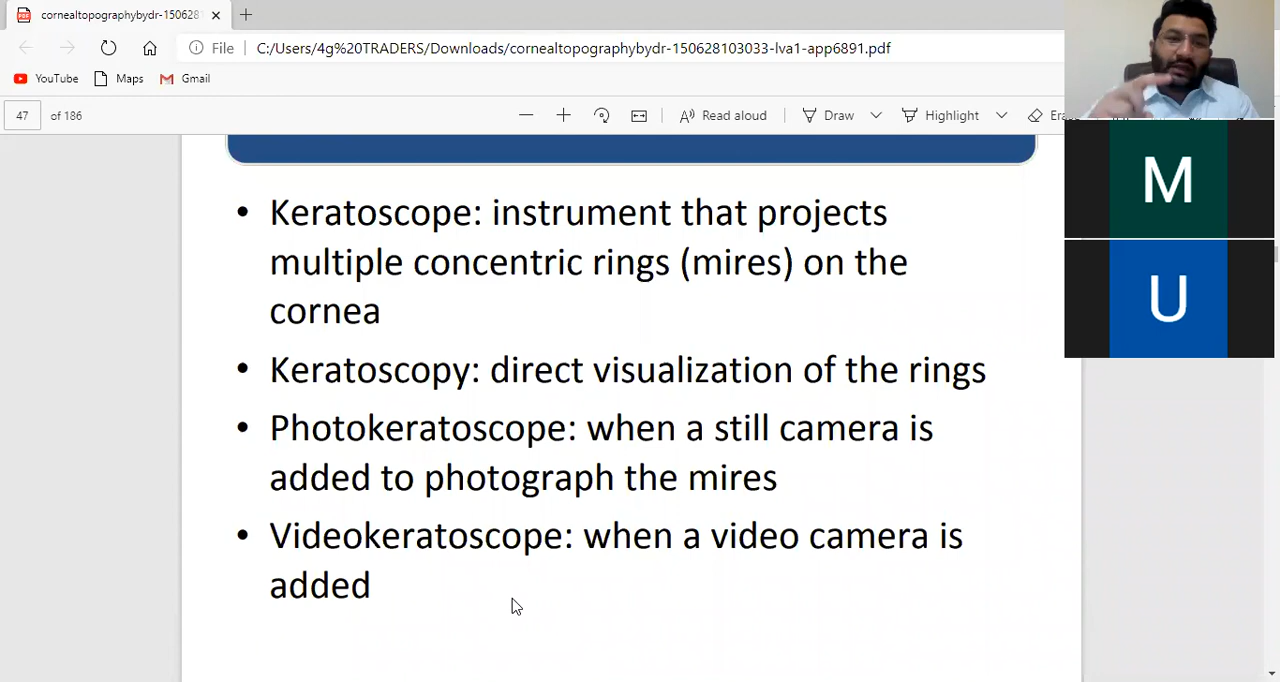 cornealtopographybydr-1506281
C:/Users/4g%20TRADERS/Downloads/cornealtopographybydr-150628103033-lva1-app6891.pdf
File
YouTube
Maps
Gmail
47 of 186
Read aloud
Draw
Highlight
M
U
• Keratoscope: instrument that projects
multiple concentric rings (mires) on the
cornea
• Keratoscopy: direct visualization of the rings
• Photokeratoscope: when a still camera is
added to photograph the mires
• Videokeratoscope: when a video camera is
added